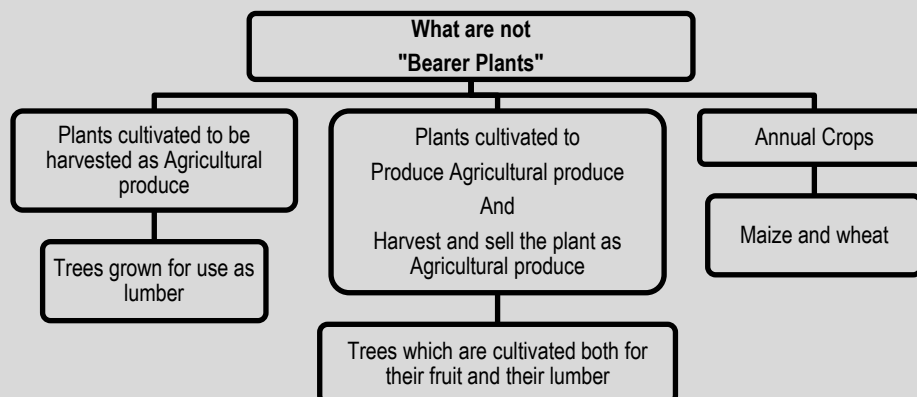 What are not
"Bearer Plants"
Plants cultivated to be
harvested as Agricultural
produce
Trees grown for use as
lumber
Plants cultivated to
Produce Agricultural produce
And
Harvest and sell the plant as
Agricultural produce
Trees which are cultivated both for
their fruit and their lumber
Annual Crops
Maize and wheat